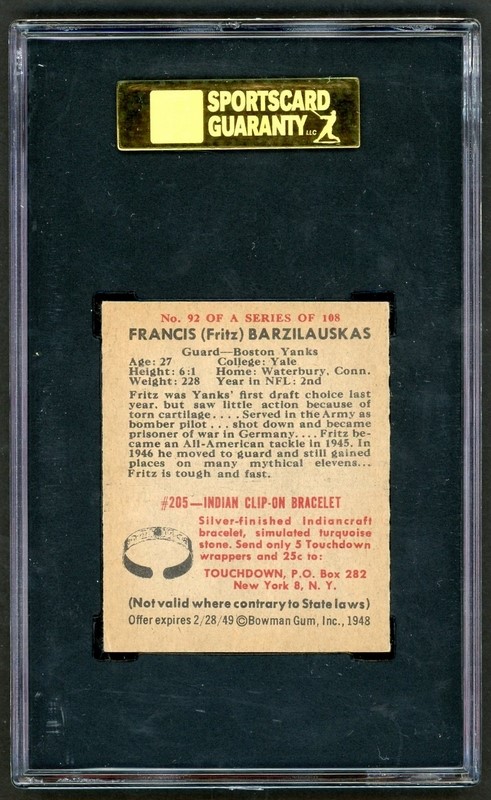 SPORTSCARD
GUARANTY LLC
No. 92 OF A SERIES OF 108
FRANCIS (Fritz) BARZILAUSKAS
Guard—Boston Yanks
Age: 27 College: Yale
Height: 6:1 Home: Waterbury, Conn.
Weight: 228 Year in NFL: 2nd
Fritz was Yanks' first draft choice last
year, but saw little action because of
torn cartilage.... Served in the Army as
bomber pilot... shot down and became
prisoner of war in Germany.... Fritz be-
came an All-American tackle in 1945. In
1946 he moved to guard and still gained
places on many mythical elevens...
Fritz is tough and fast.
#205—INDIAN CLIP-ON BRACELET
Silver-finished Indiancraft
bracelet, simulated turquoise
stone. Send only 5 Touchdown
wrappers and 25c to:
TOUCHDOWN, P.O. Box 282
New York 8, N. Y.
(Not valid where contrary to State laws)
Offer expires 2/28/49 ©Bowman Gum, Inc., 1948